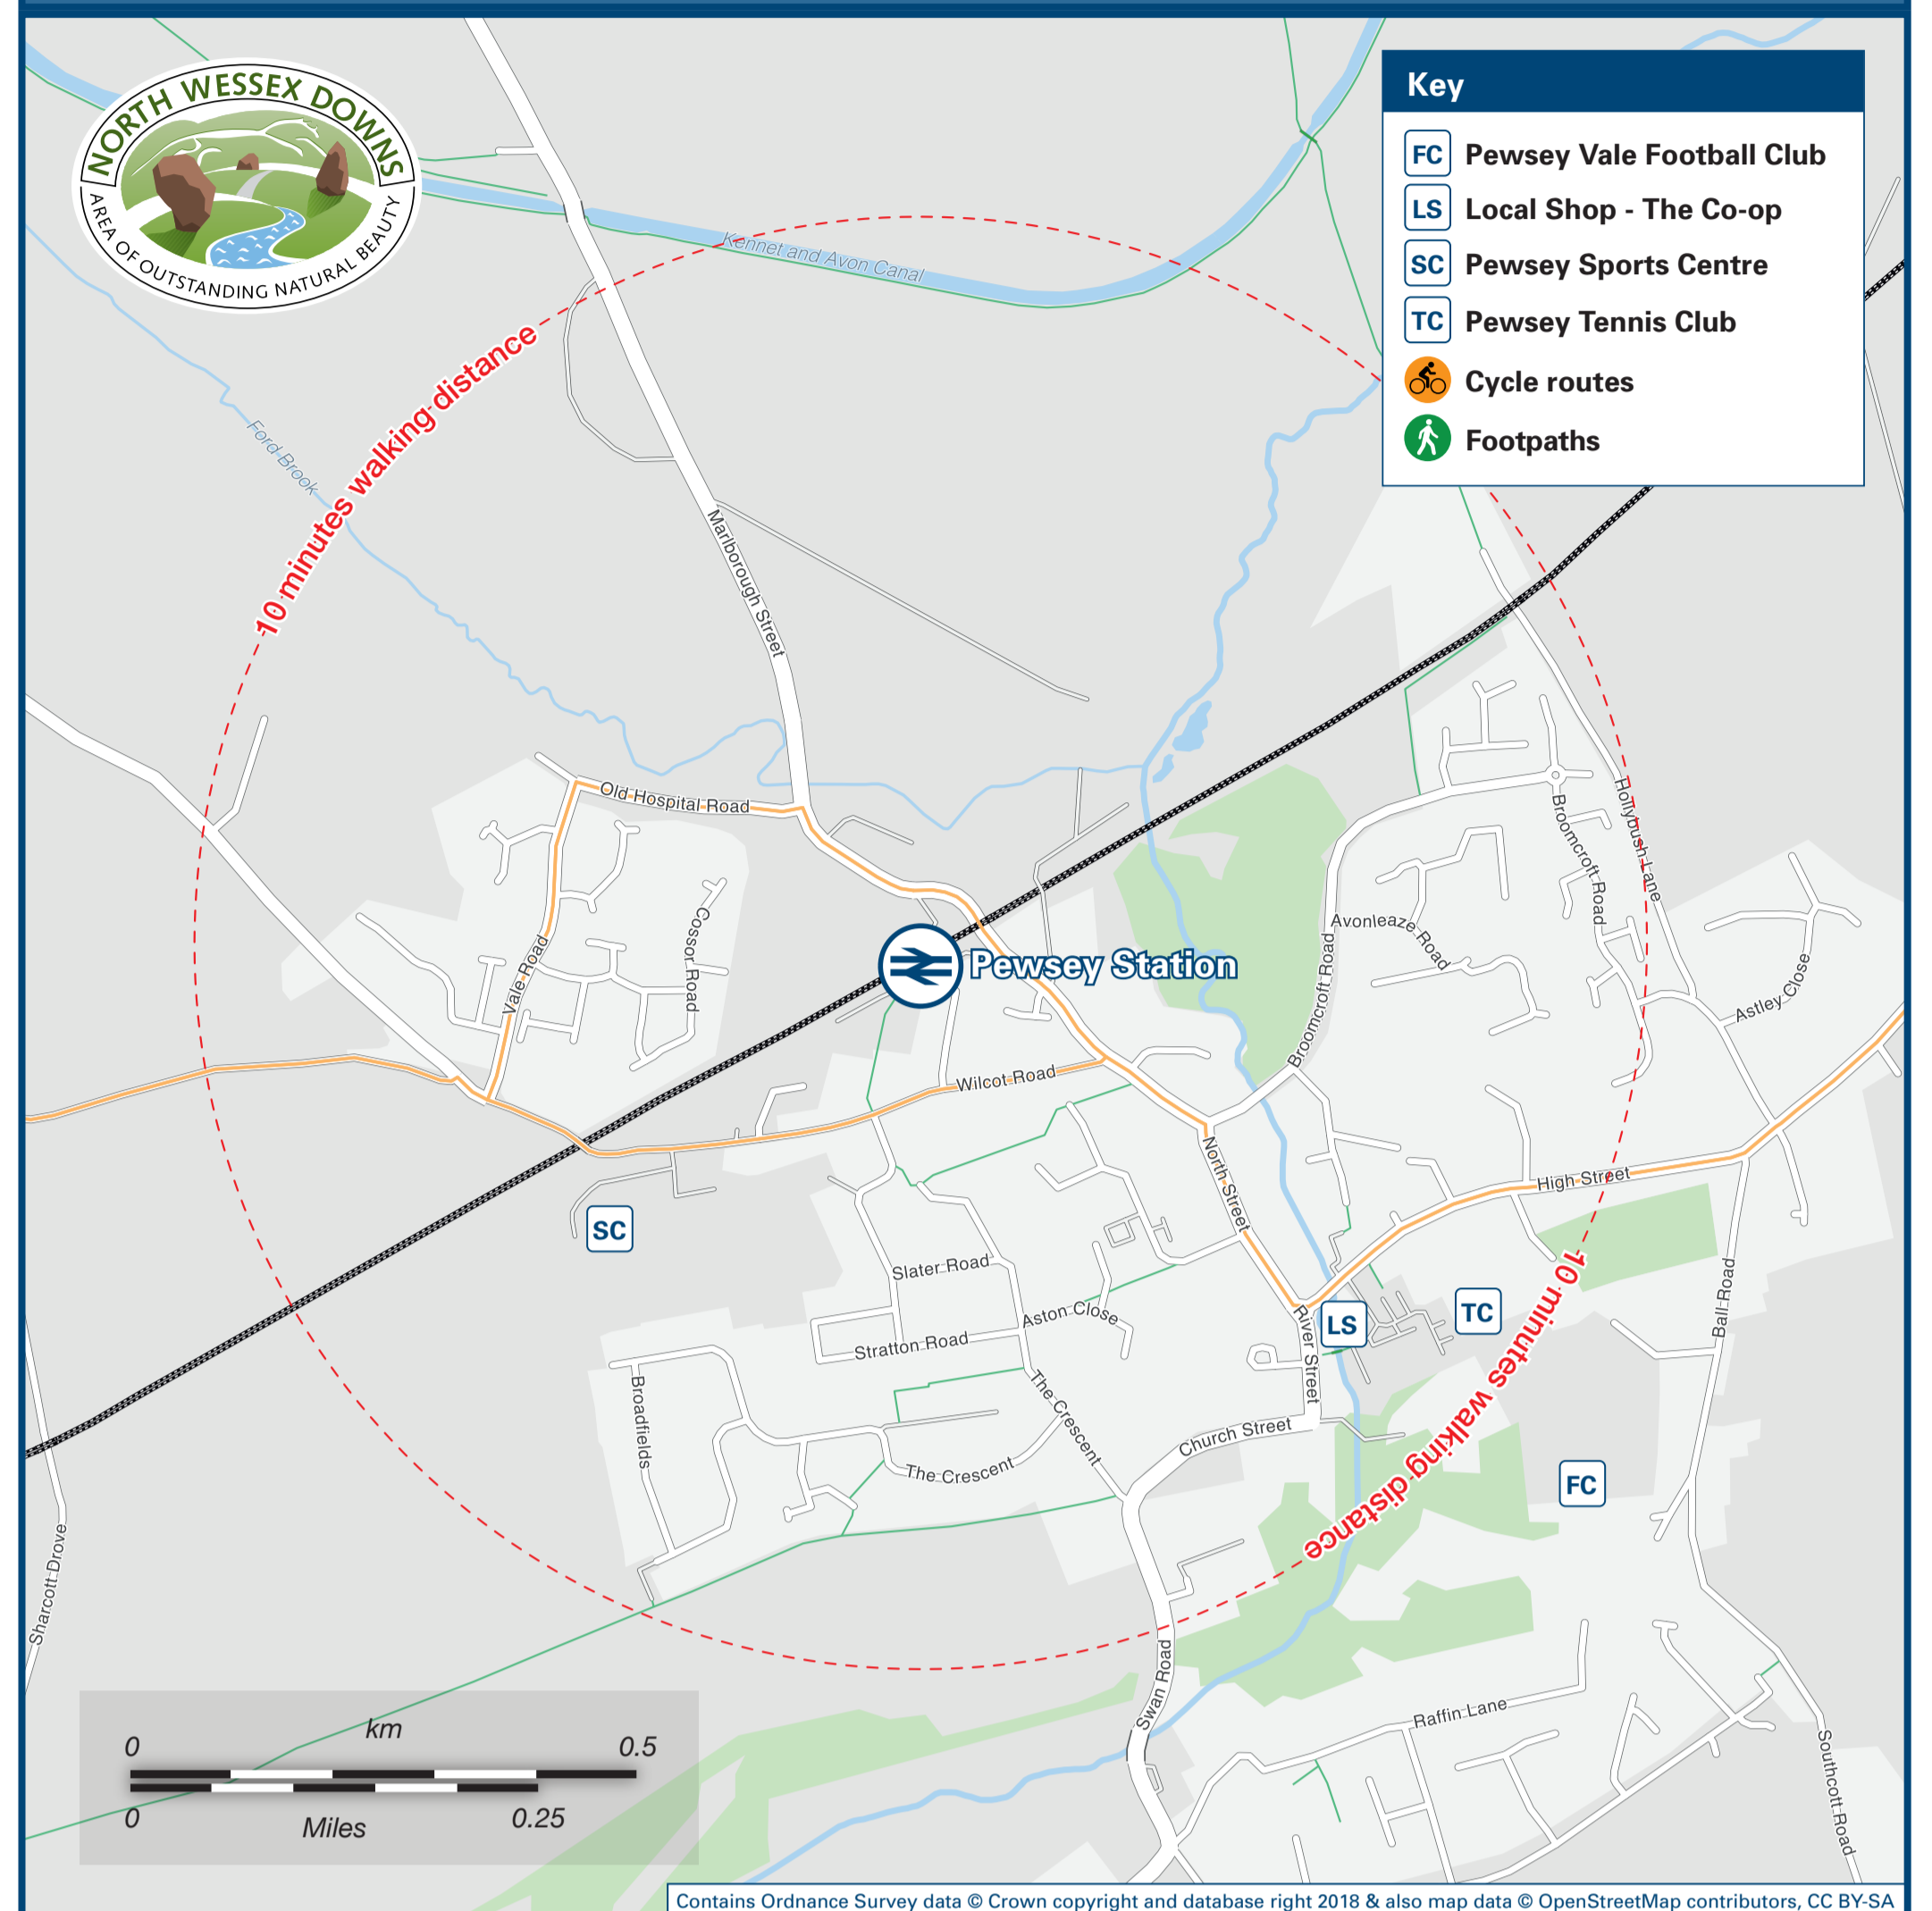 NORTH WESSEX DOWNS
AREA OF OUTSTANDING NATURAL BEAUTY
Key
FC Pewsey Vale Football Club
LS Local Shop - The Co-op
SC Pewsey Sports Centre
TC Pewsey Tennis Club
Cycle routes
Footpaths
Kennet and Avon Canal
10 minutes walking distance
Ford Brook
Marlborough Street
Old Hospital Road
Hollybush Lane
Broomcroft Road
Cossor Road
Avonleaze Road
Vale Road
Pewsey Station
Broomcroft Road
Astley Close
Wilcot Road
North Street
High Street
SC
Slater Road
Aston Close
Stratton Road
River Street
LS
TC
Ball Road
10 minutes walking distance
Broadfields
The Crescent
Church Street
The Crescent
FC
Sharcott Drove
Swan Road
Raffin Lane
Southcott Road
km
0 0.5
0 0.25
Miles
Contains Ordnance Survey data © Crown copyright and database right 2018 & also map data © OpenStreetMap contributors, CC BY-SA